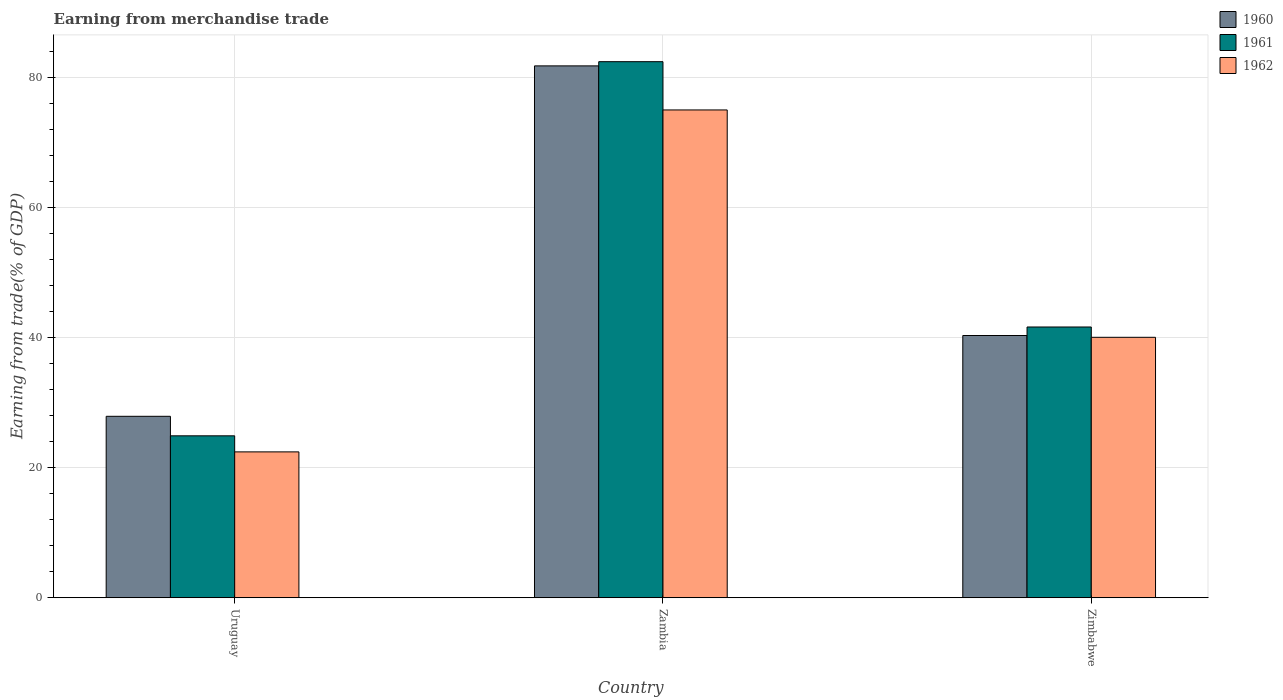 Earning from merchandise trade
1960
1961
1962
Earning from trade(% of GDP)
80
60
40
20
0
Uruguay
Zambia
Zimbabwe
Country